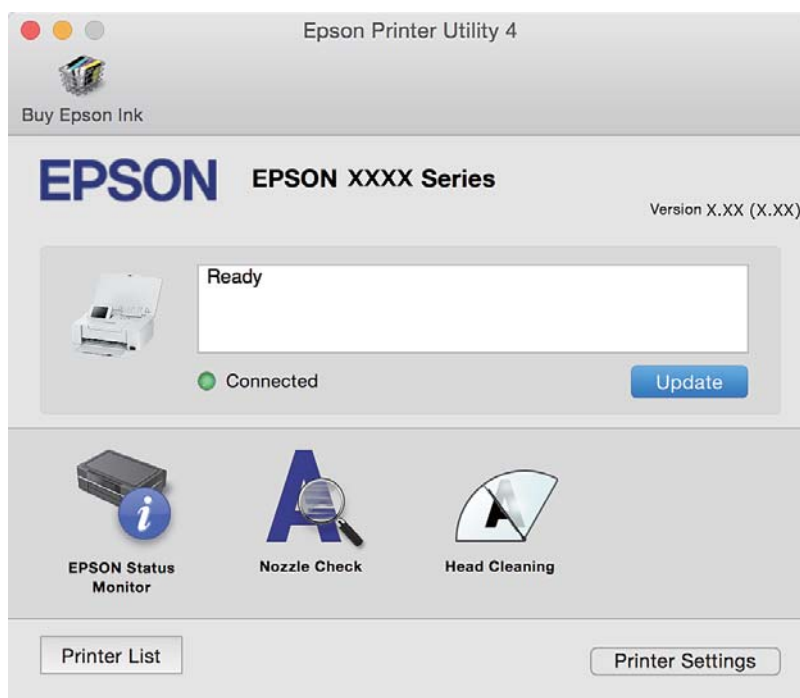 Epson Printer Utility 4
Buy Epson Ink
EPSON
EPSON XXXX Series
Version X.XX (X.XX)
Ready
Connected
Update
EPSON Status
Monitor
Nozzle Check
Head Cleaning
Printer List
Printer Settings